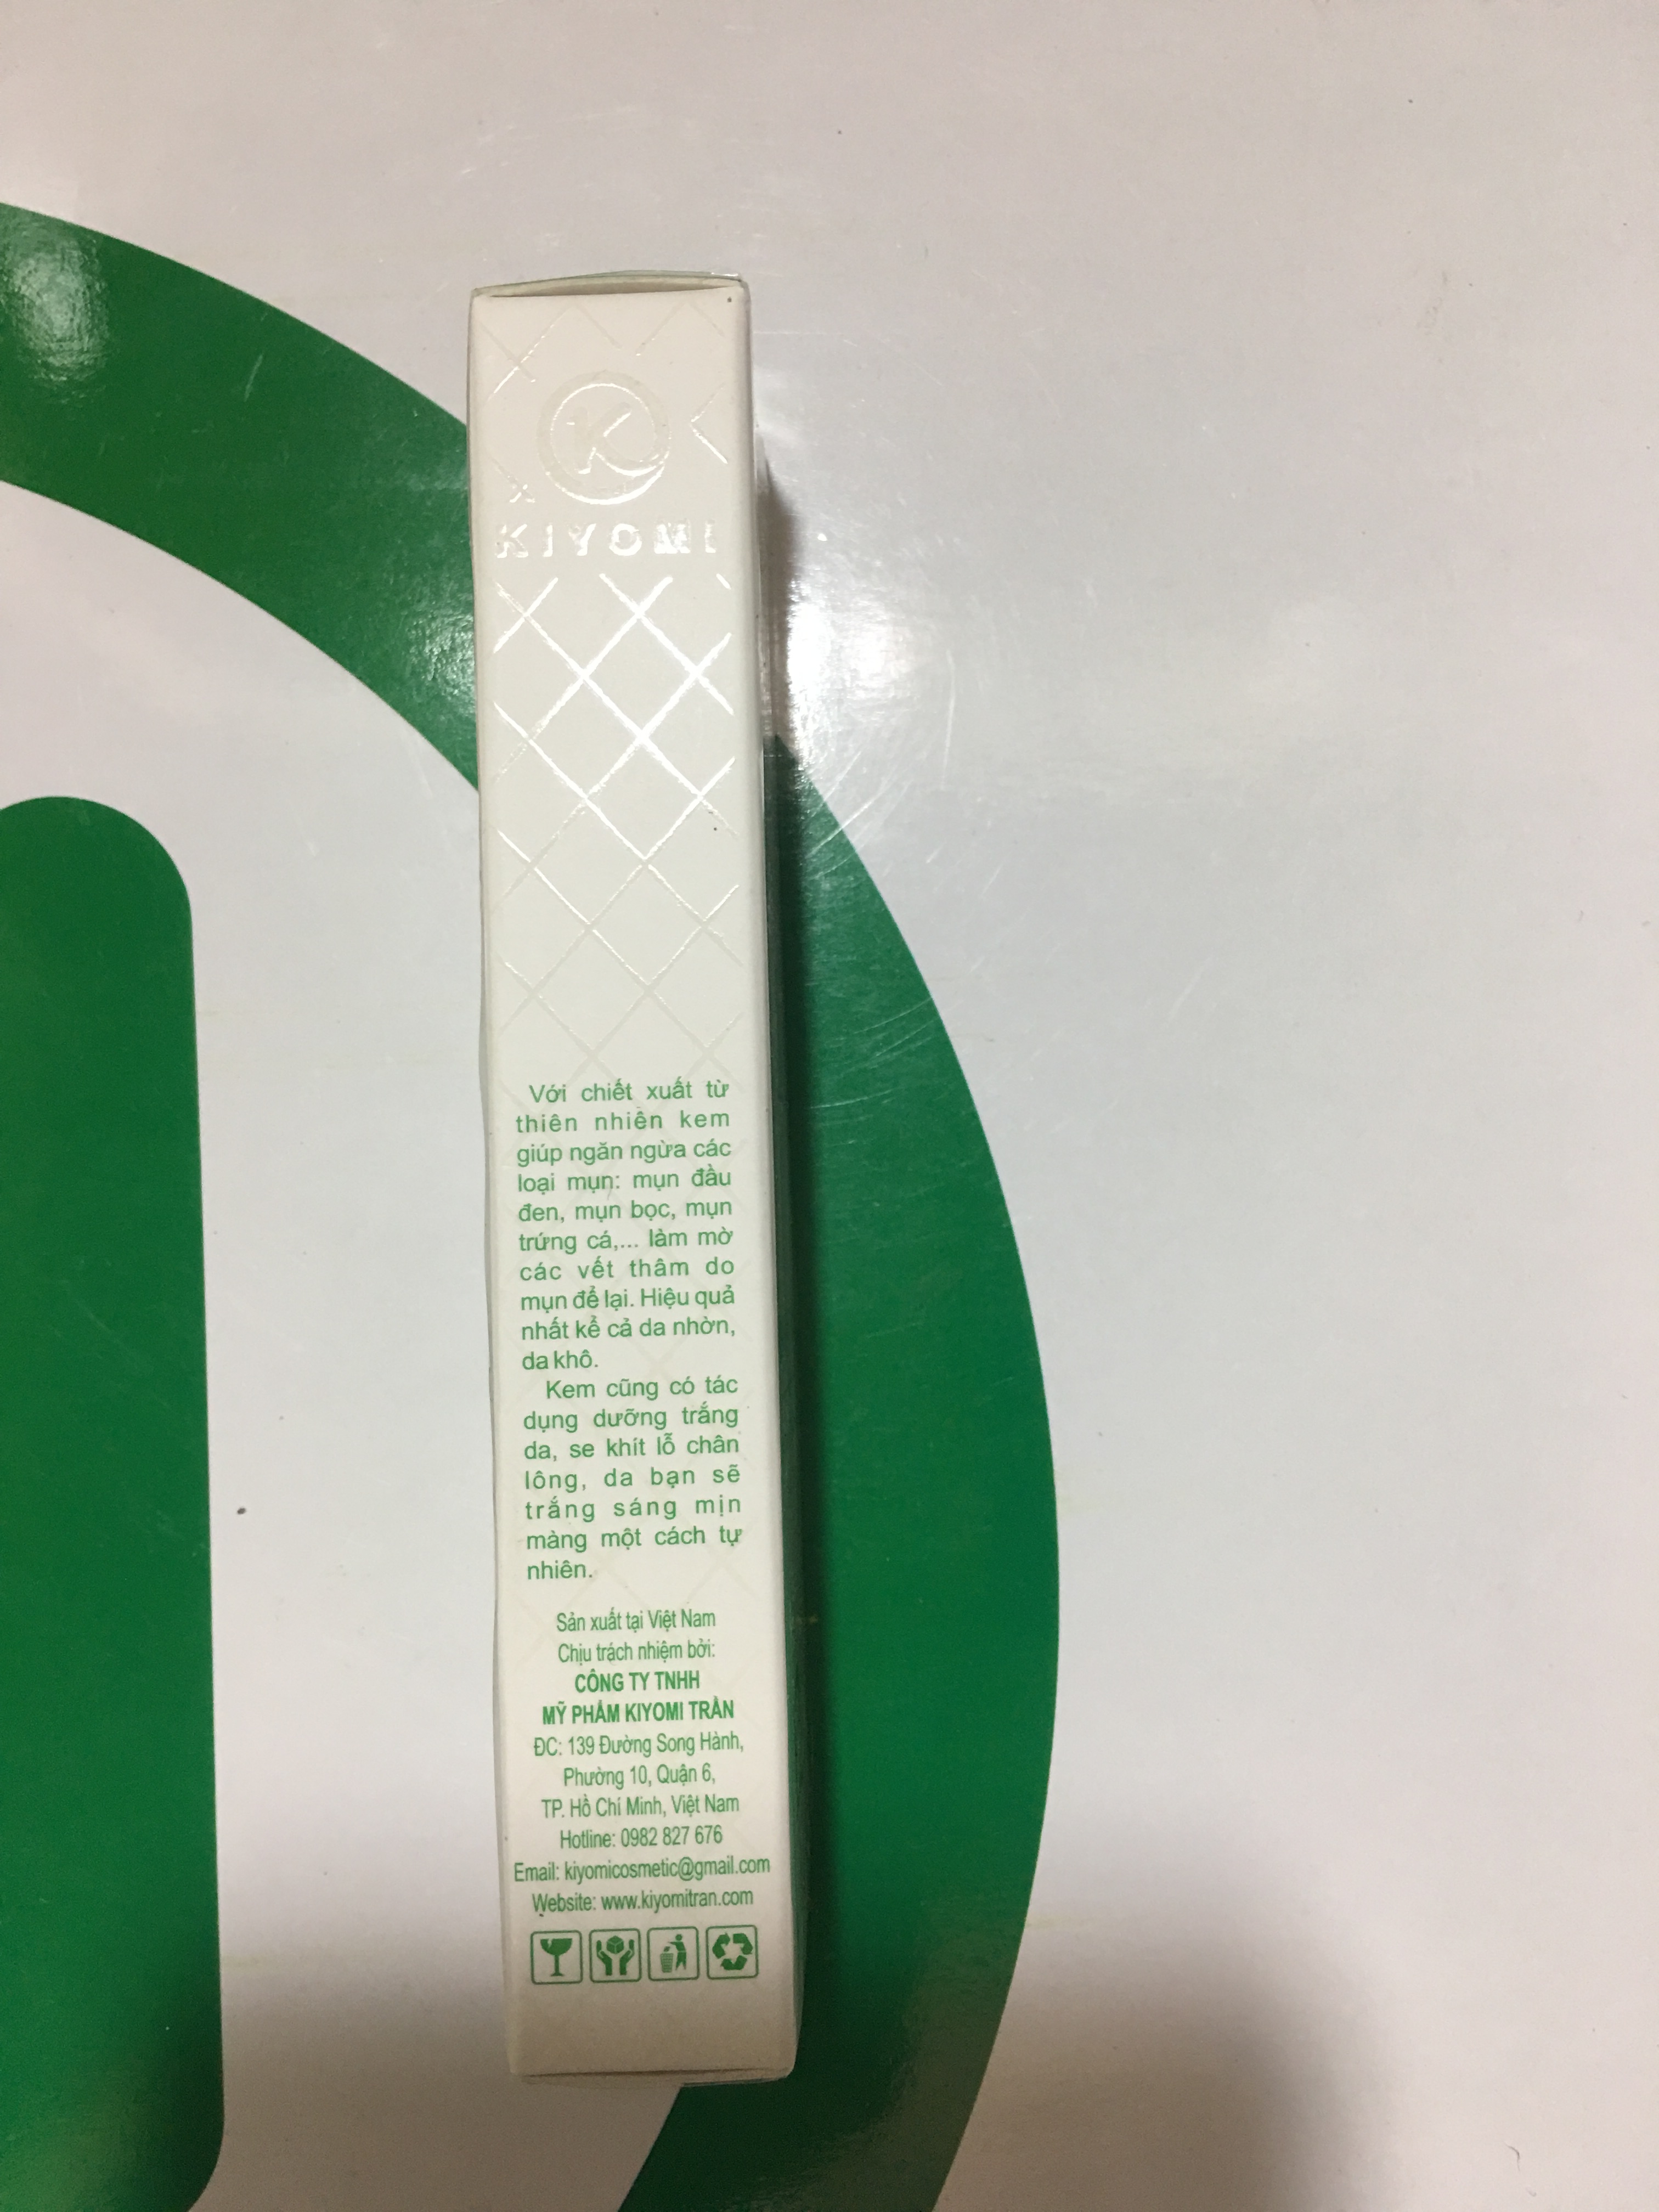 K
KIYOMI
Với chiết xuất từ
thiên nhiên kem
giúp ngăn ngừa các
loại mụn: mụn đầu
đen, mụn bọc, mụn
trứng cá,... làm mờ
các vết thâm do
mụn để lại. Hiệu quả
nhất kể cả da nhờn,
da khô.
Kem cũng có tác
dụng dưỡng trắng
da, se khít lỗ chân
lông, da bạn sẽ
trắng sáng mịn
màng một cách tự
nhiên.
Sản xuất tại Việt Nam
Chịu trách nhiệm bởi:
CÔNG TY TNHH
MỸ PHẨM KIYOMI TRẦN
ĐC: 139 Đường Song Hành,
Phường 10, Quận 6,
TP. Hồ Chí Minh, Việt Nam
Hotline: 0982 827 676
Email: kiyomicosmetic@gmail.com
Website: www.kiyomitran.com